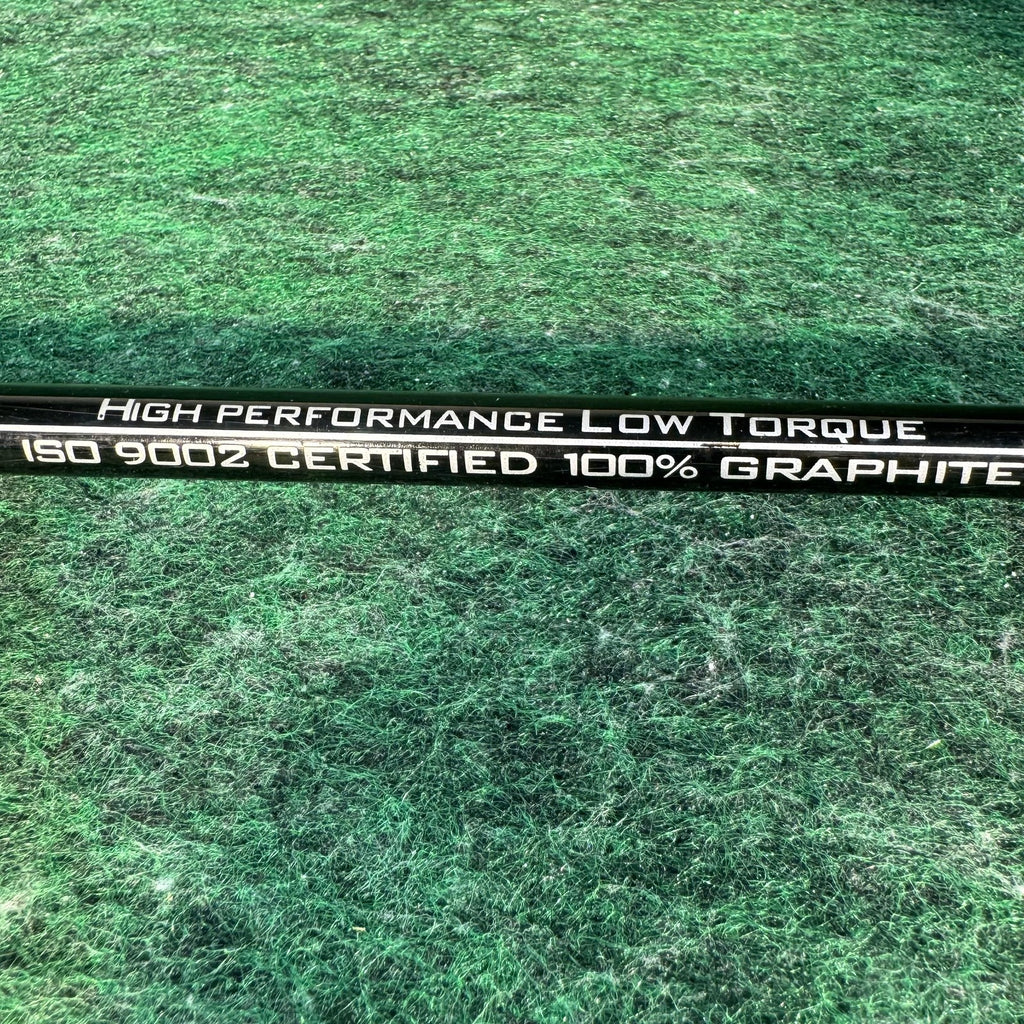 High performance Low Torque
ISO 9002 CERTIFIED 100% GRAPHITE